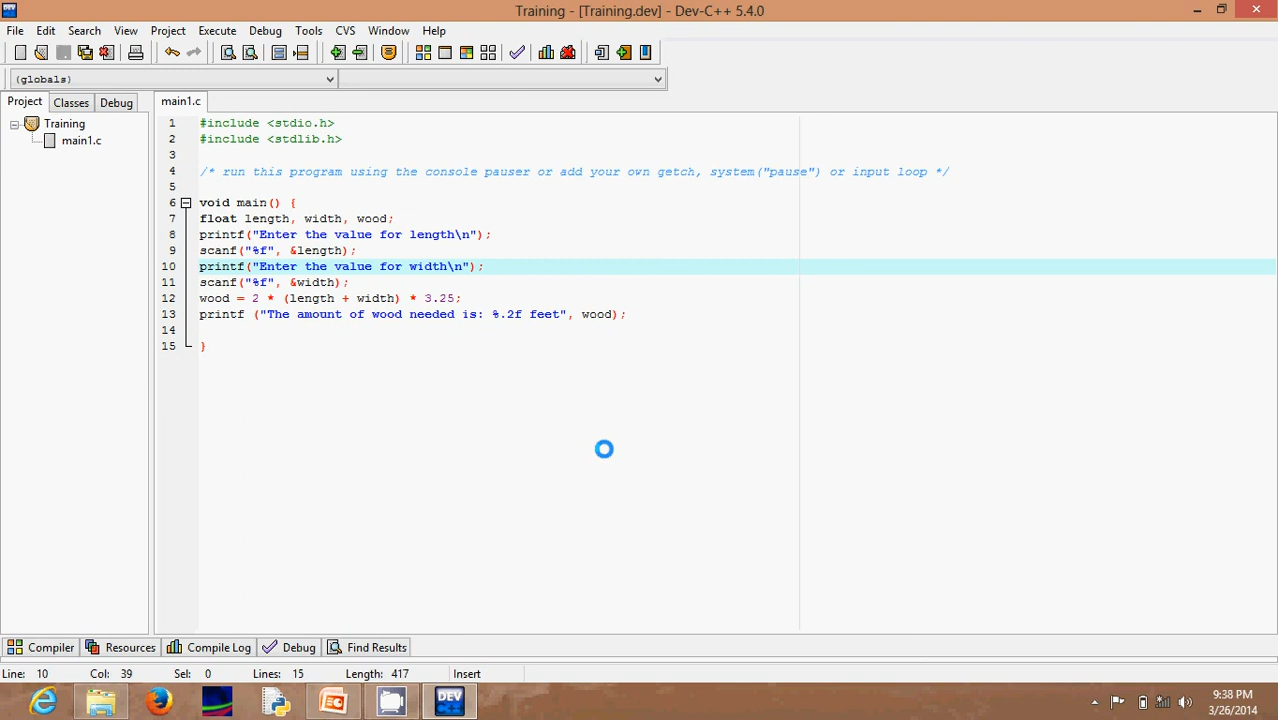 Training - [Training.dev] - Dev-C++ 5.4.0
File Edit Search View Project Execute Debug Tools CVS Window Help
(globals)
Project Classes Debug
main1.c
Training
main1.c
1 #include <stdio.h>
2 #include <stdlib.h>
3
4 /* run this program using the console pauser or add your own getch, system("pause") or input loop */
5
6 void main() {
7 float length, width, wood;
8 printf("Enter the value for length\n");
9 scanf("%f", &length);
10 printf("Enter the value for width\n");
11 scanf("%f", &width);
12 wood = 2 * (length + width) * 3.25;
13 printf ("The amount of wood needed is: %.2f feet", wood);
14
15 }
Compiler Resources Compile Log Debug Find Results
Line: 10 Col: 39 Sel: 0 Lines: 15 Length: 417 Insert
DEV C++
9:38 PM
3/26/2014